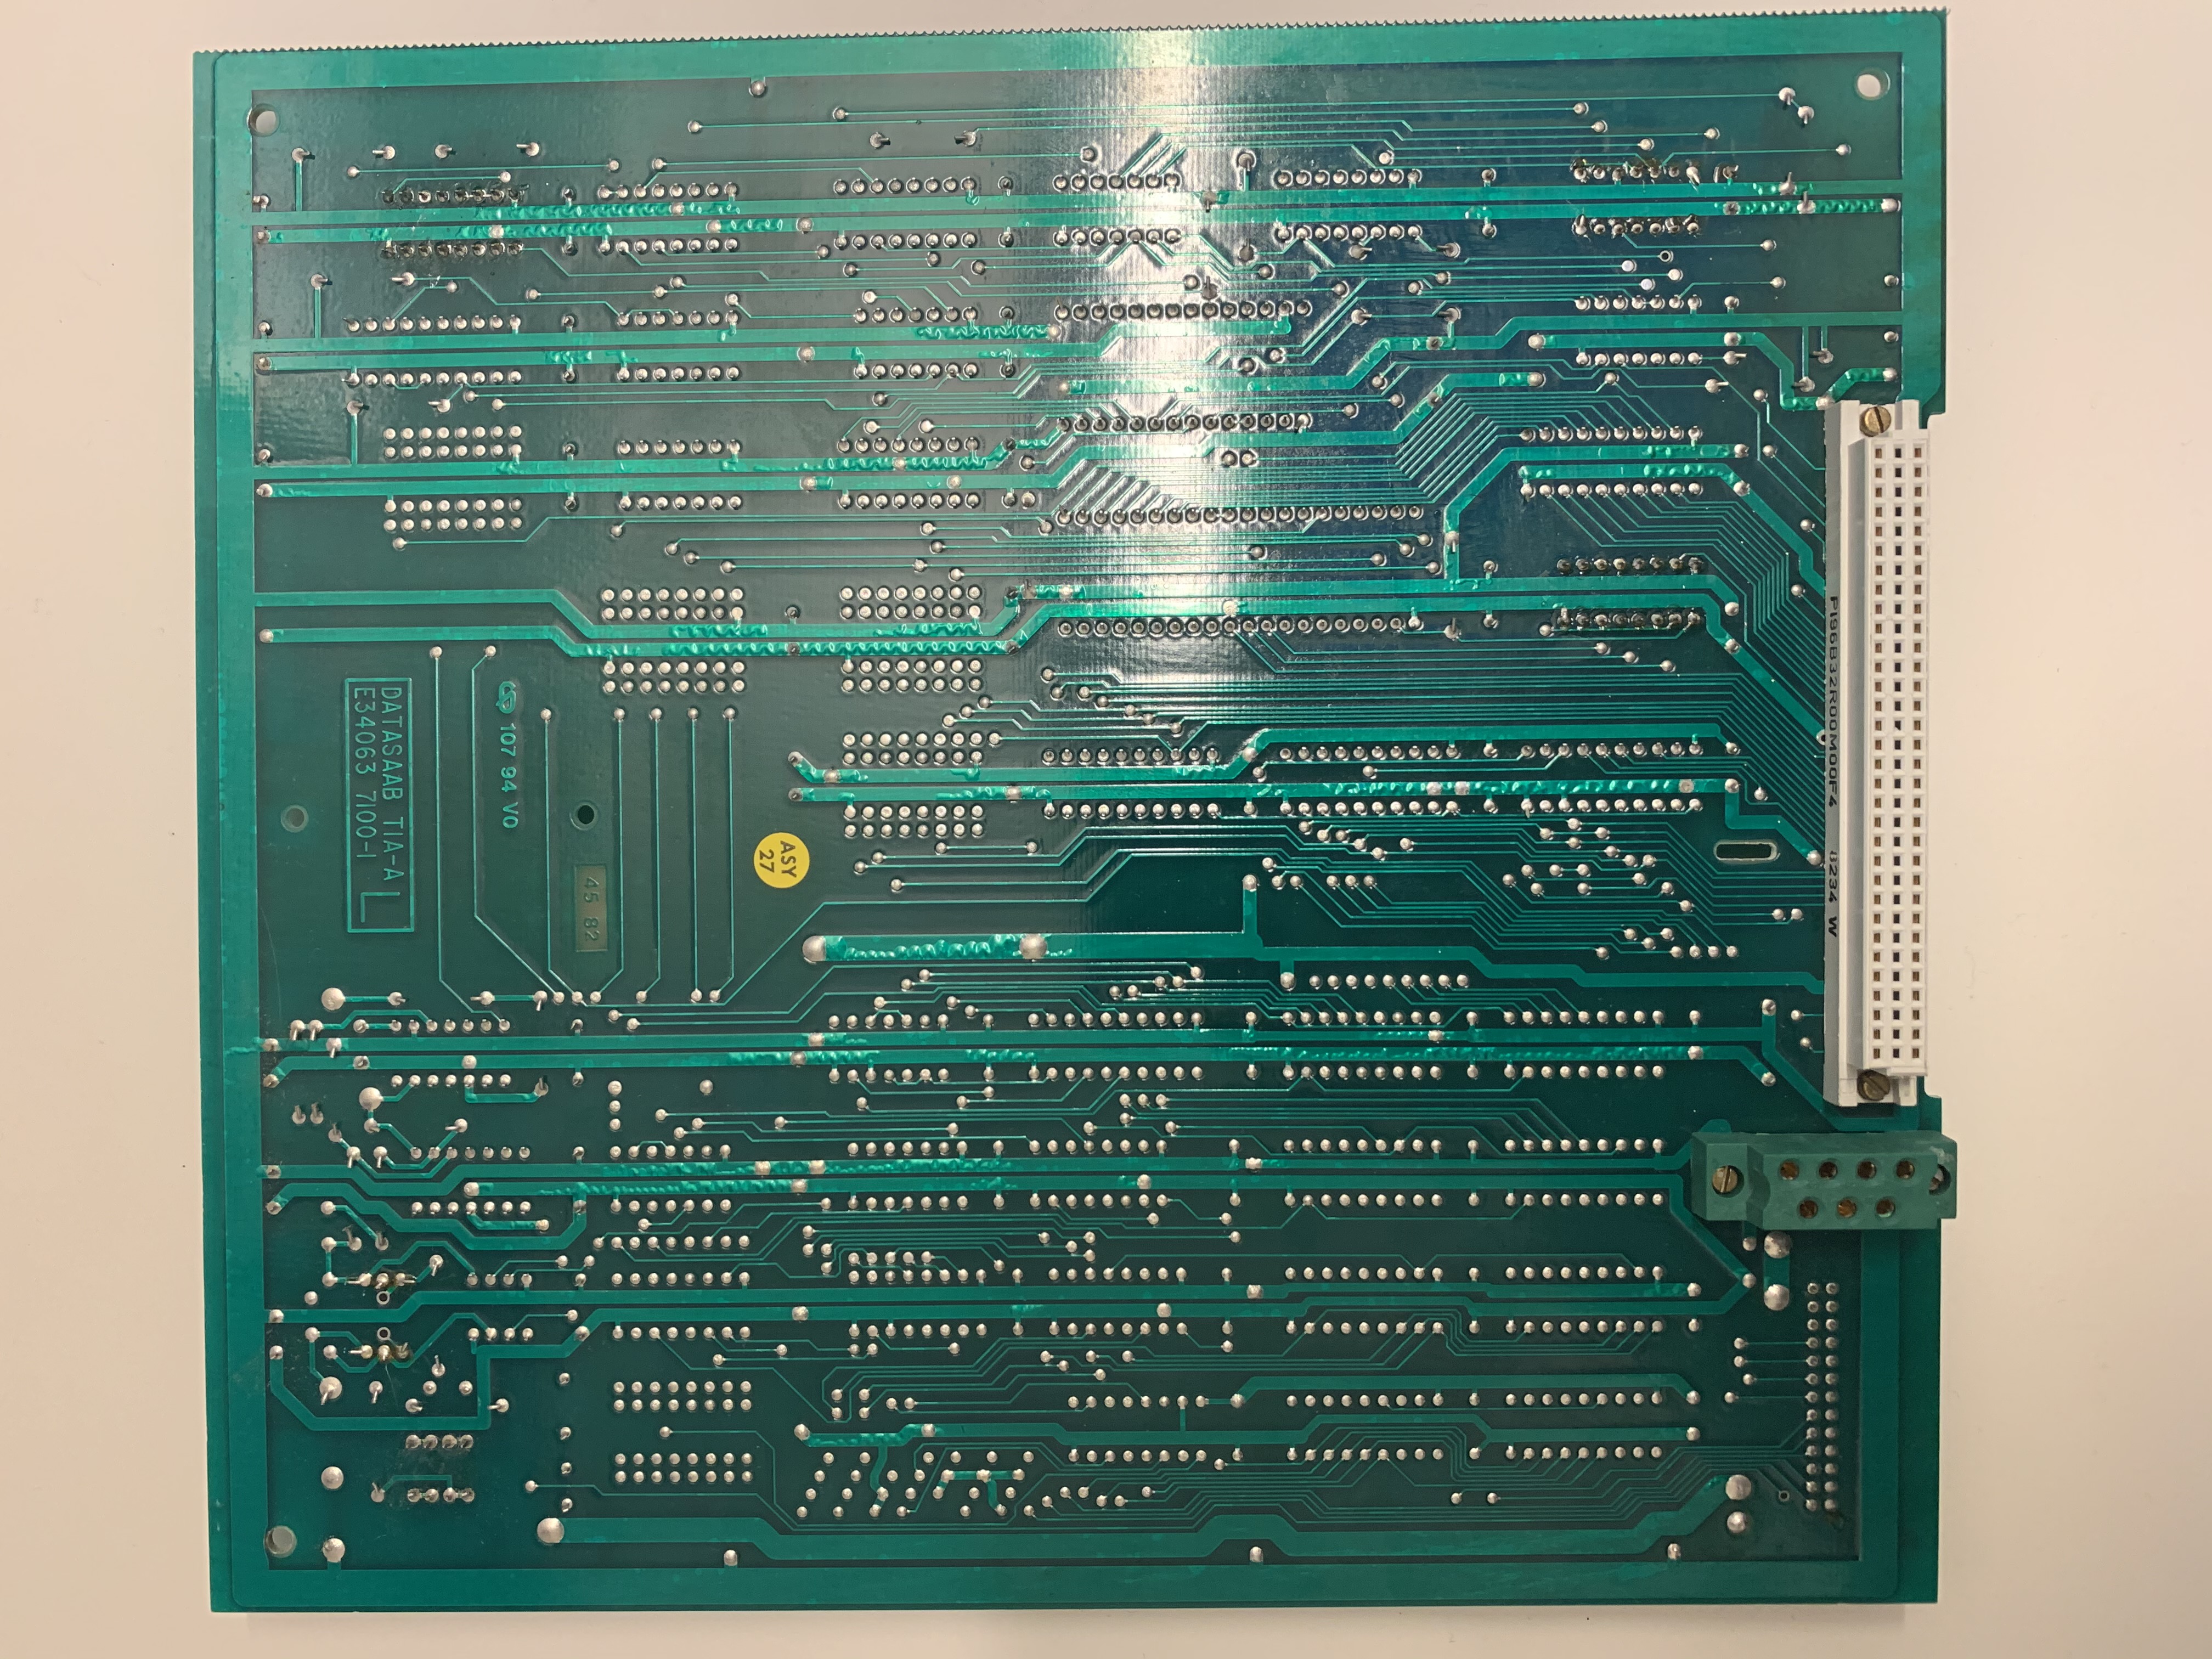 P196B32R00M00F4 8234 W
ASY
27
45 82
107 94 V0
DATASAAB TIA-A
E34063 7100-1
L